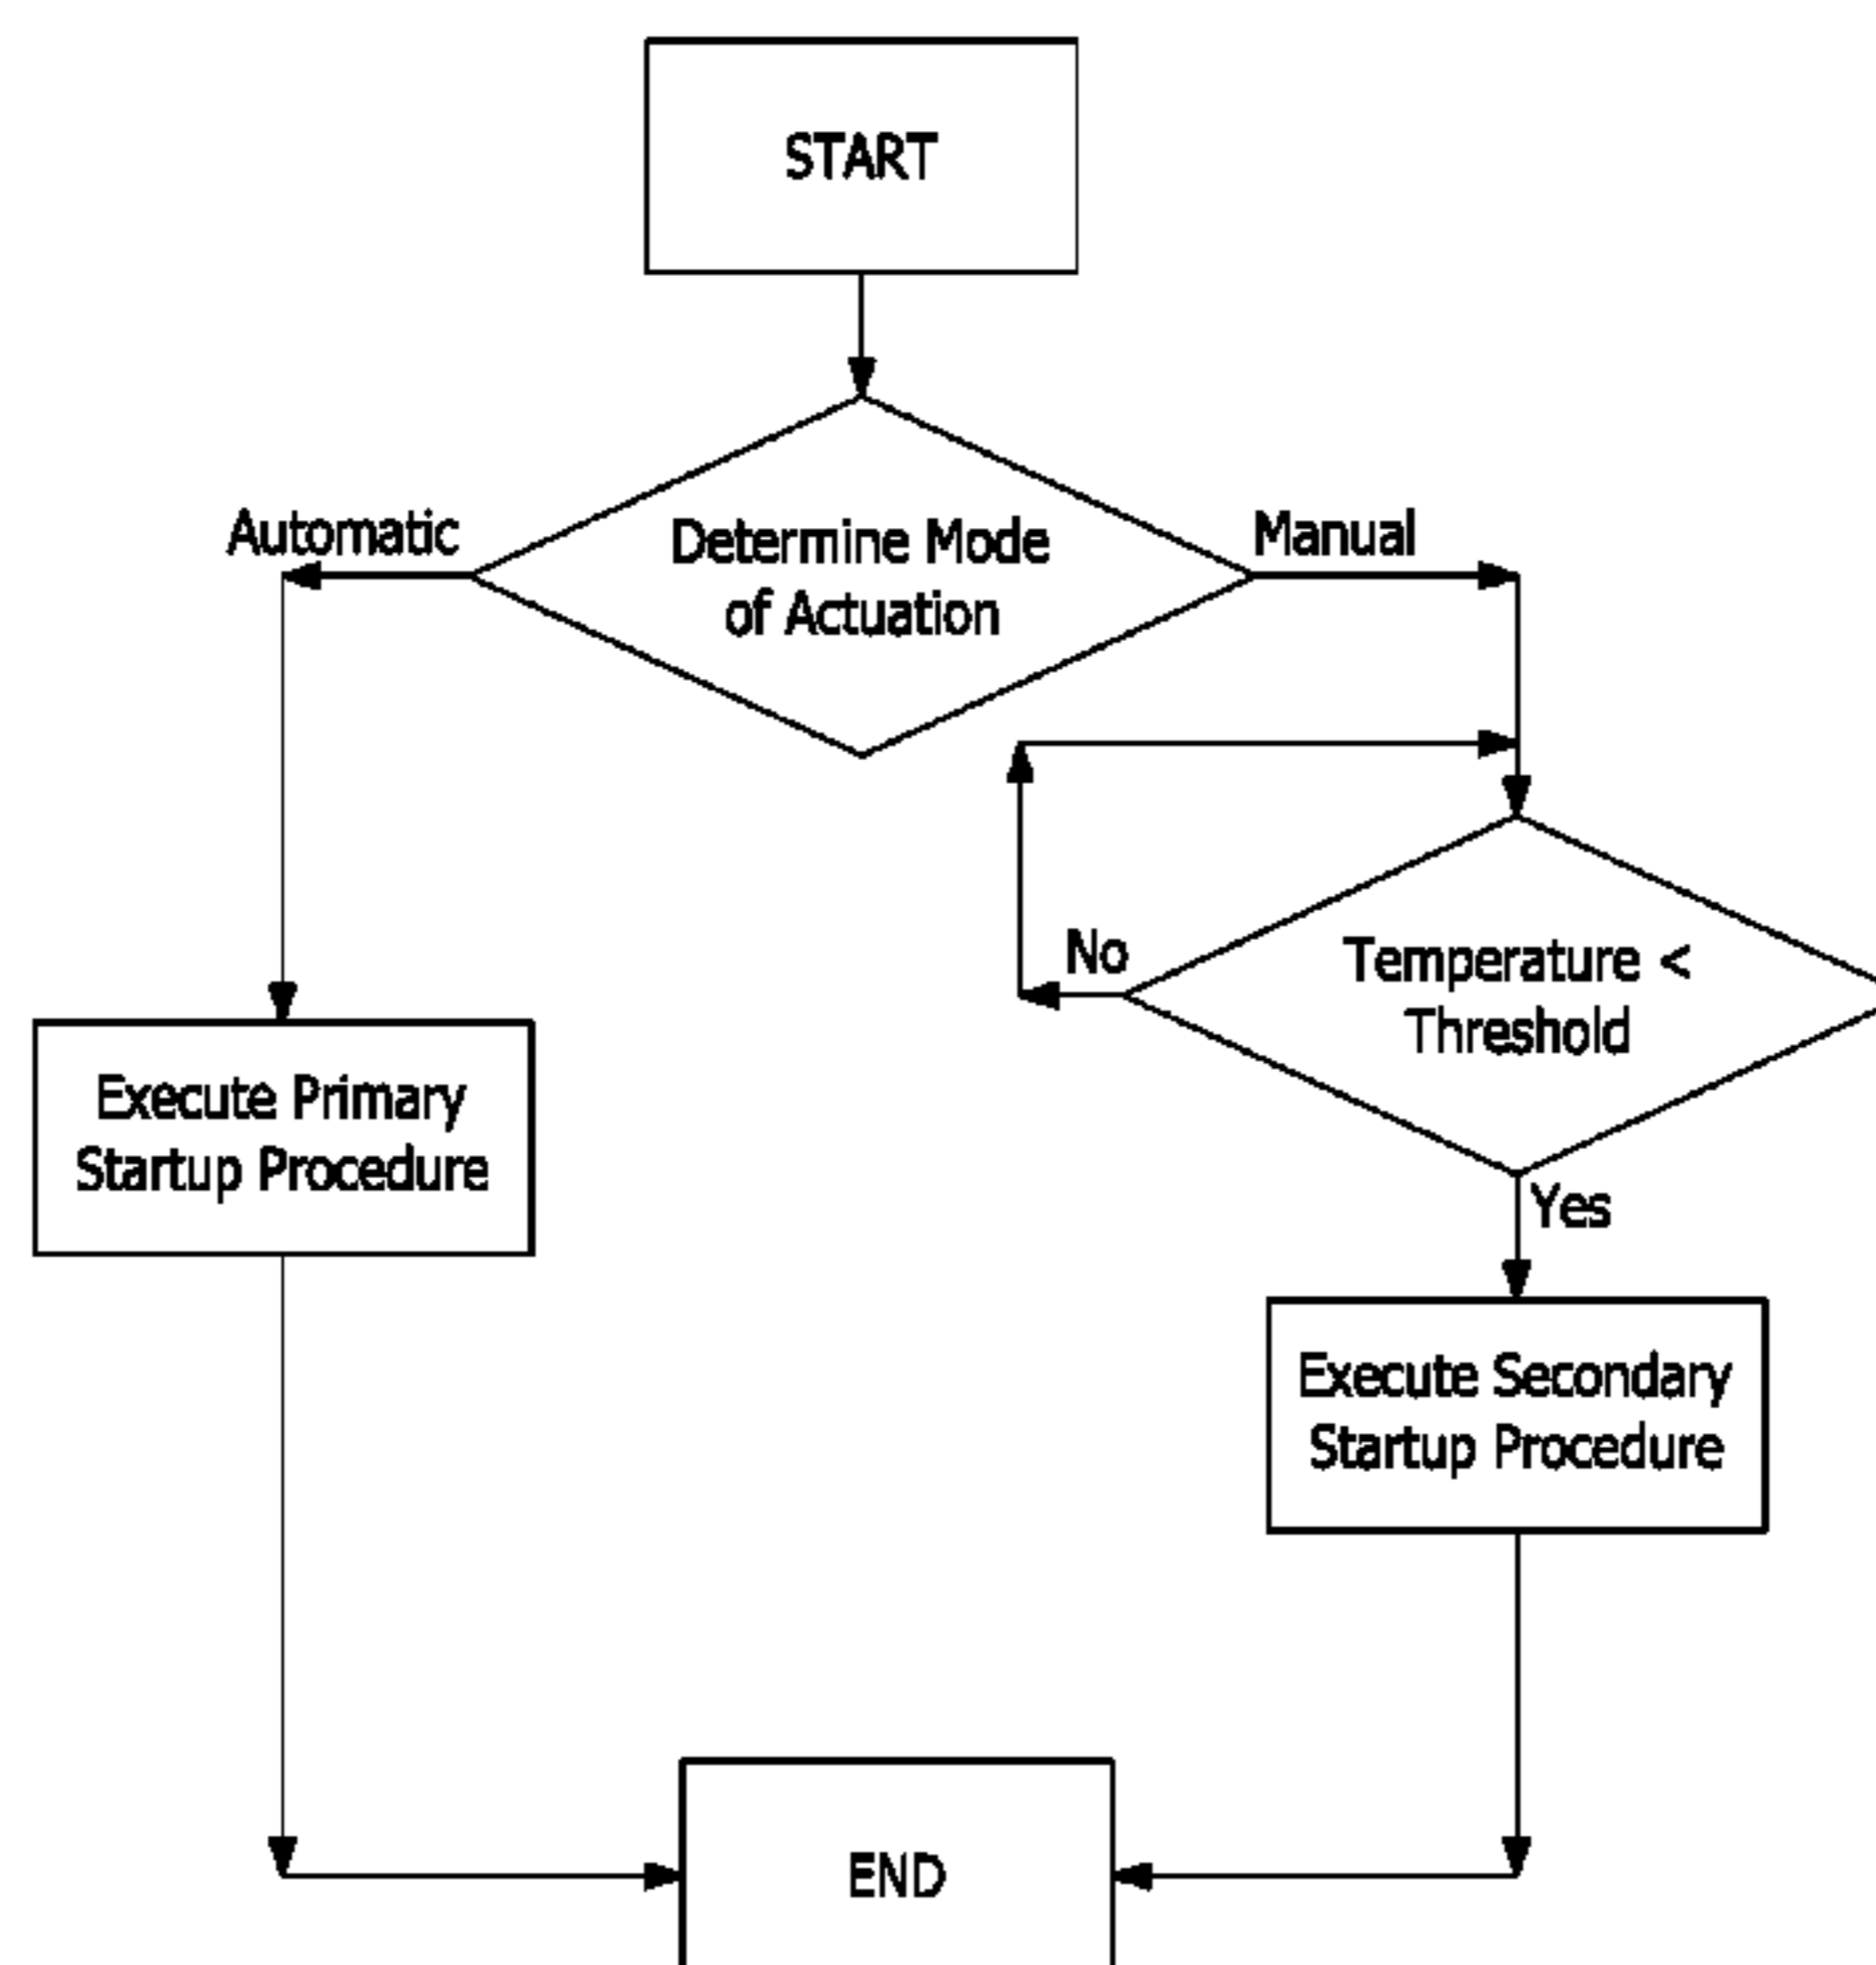 START
Automatic
Determine Mode
of Actuation
Manual
No
Temperature <
Threshold
Execute Primary
Startup Procedure
Yes
Execute Secondary
Startup Procedure
END